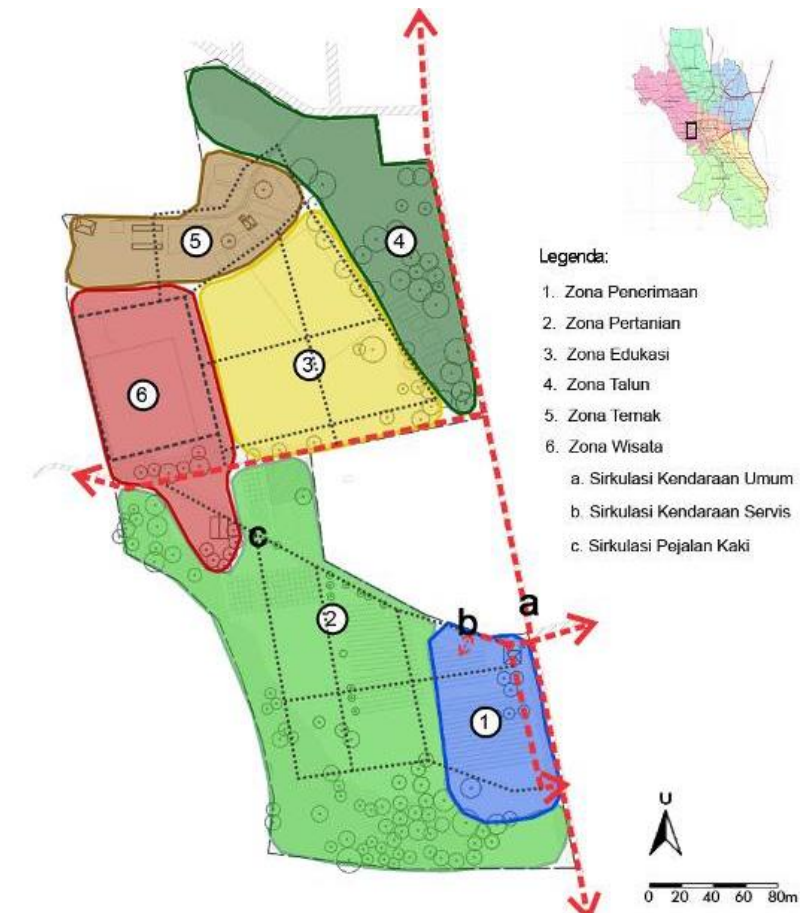 Legenda:
1. Zona Penerimaan
2. Zona Pertanian
3. Zona Edukasi
4. Zona Talun
5. Zona Ternak
6. Zona Wisata
a. Sirkulasi Kendaraan Umum
b. Sirkulasi Kendaraan Servis
c. Sirkulasi Pejalan Kaki
4
5
3
6
c
2
a
b
1
U
0 20 40 60 80m